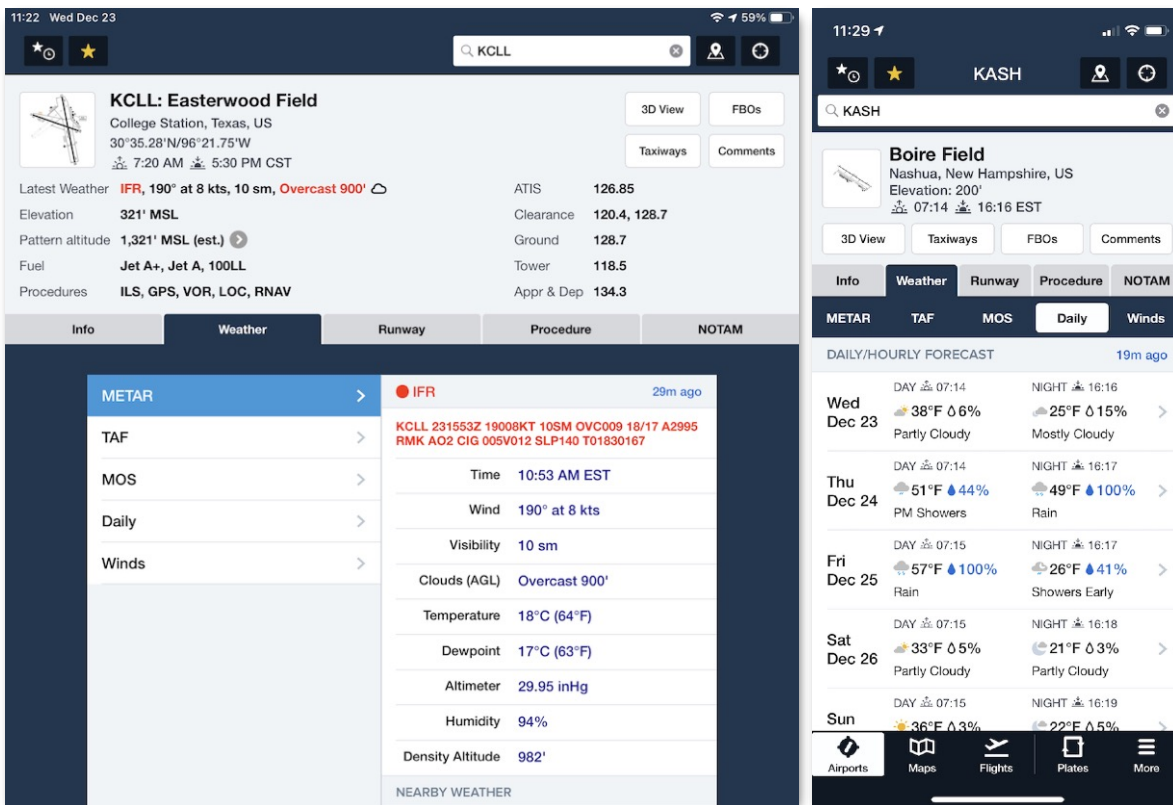 11:22 Wed Dec 23
59%
KCLL
KCLL: Easterwood Field
College Station, Texas, US
30°35.28'N/96°21.75'W
7:20 AM 5:30 PM CST
3D View FBOs
Taxiways Comments
Latest Weather IFR, 190° at 8 kts, 10 sm, Overcast 900'
Elevation 321' MSL
Pattern altitude 1,321' MSL (est.)
Fuel Jet A+, Jet A, 100LL
Procedures ILS, GPS, VOR, LOC, RNAV
ATIS 126.85
Clearance 120.4, 128.7
Ground 128.7
Tower 118.5
Appr & Dep 134.3
Info Weather Runway Procedure NOTAM
METAR
TAF
MOS
Daily
Winds
IFR 29m ago
KCLL 231553Z 19008KT 10SM OVC009 18/17 A2995
RMK AO2 CIG 005V012 SLP140 T01830167
Time 10:53 AM EST
Wind 190° at 8 kts
Visibility 10 sm
Clouds (AGL) Overcast 900'
Temperature 18°C (64°F)
Dewpoint 17°C (63°F)
Altimeter 29.95 inHg
Humidity 94%
Density Altitude 982'
NEARBY WEATHER
11:29
KASH
KASH
Boire Field
Nashua, New Hampshire, US
Elevation: 200'
07:14 16:16 EST
3D View Taxiways FBOs Comments
Info Weather Runway Procedure NOTAM
METAR TAF MOS Daily Winds
DAILY/HOURLY FORECAST 19m ago
Wed
Dec 23
DAY 07:14 NIGHT 16:16
38°F 6% 25°F 15%
Partly Cloudy Mostly Cloudy
Thu
Dec 24
DAY 07:14 NIGHT 16:17
51°F 44% 49°F 100%
PM Showers Rain
Fri
Dec 25
DAY 07:15 NIGHT 16:17
57°F 100% 26°F 41%
Rain Showers Early
Sat
Dec 26
DAY 07:15 NIGHT 16:18
33°F 5% 21°F 3%
Partly Cloudy Partly Cloudy
Sun
DAY 07:15 NIGHT 16:19
36°F 3% 22°F 5%
Airports Maps Flights Plates More